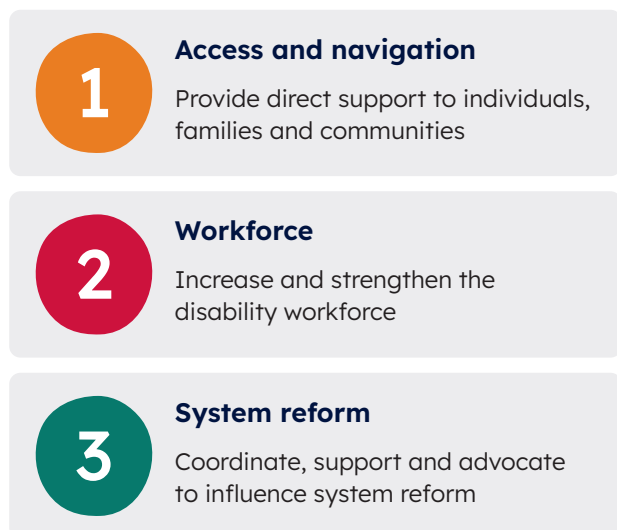 1
Access and navigation
Provide direct support to individuals,
families and communities
2
Workforce
Increase and strengthen the
disability workforce
3
System reform
Coordinate, support and advocate
to influence system reform